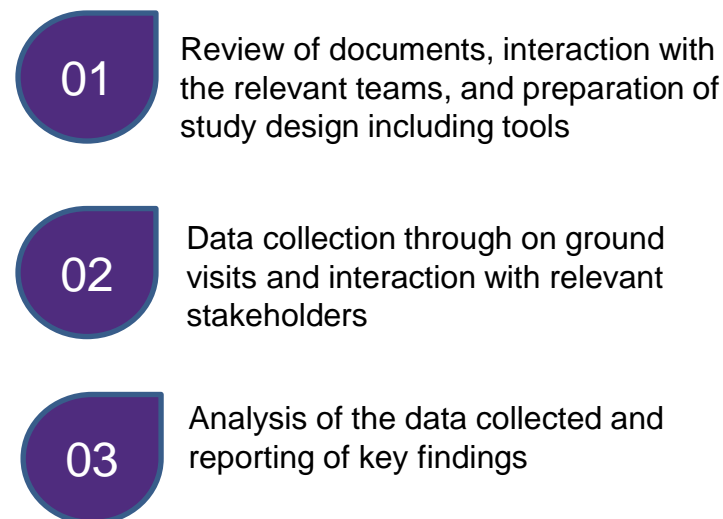 01
Review of documents, interaction with
the relevant teams, and preparation of
study design including tools
02
Data collection through on ground
visits and interaction with relevant
stakeholders
03
Analysis of the data collected and
reporting of key findings